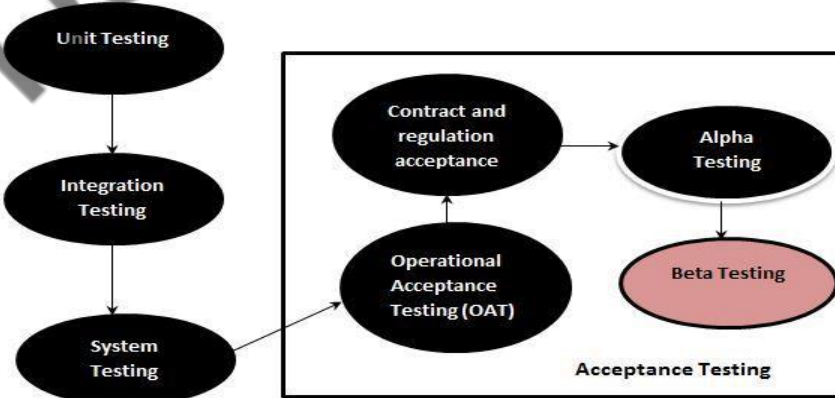 Unit Testing
Integration
Testing
System
Testing
Operational
Acceptance
Testing (OAT)
Contract and
regulation
acceptance
Alpha
Testing
Beta Testing
Acceptance Testing